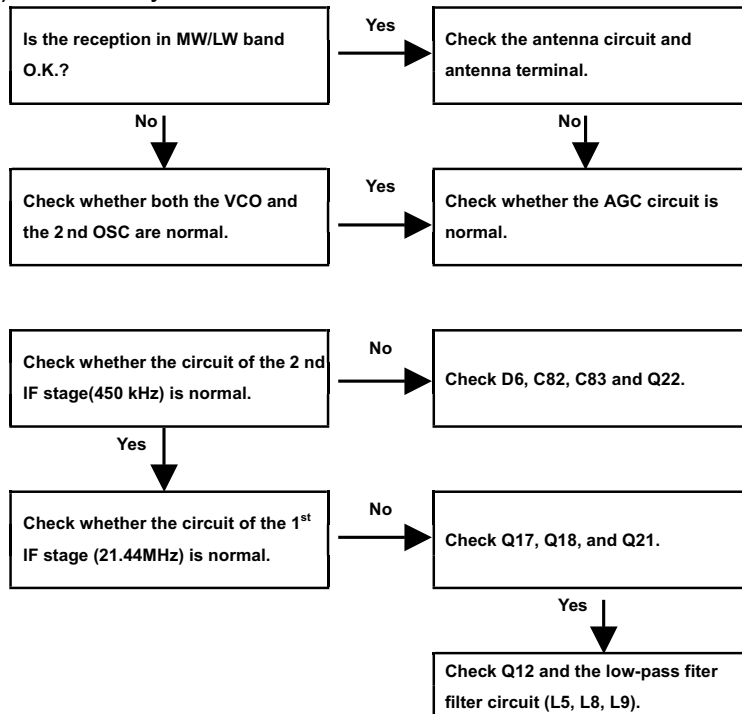 Is the reception in MW/LW band
O.K.?
Yes
Check the antenna circuit and
antenna terminal.
No
No
Check whether both the VCO and
the 2 nd OSC are normal.
Yes
Check whether the AGC circuit is
normal.
Check whether the circuit of the 2 nd
IF stage(450 kHz) is normal.
No
Check D6, C82, C83 and Q22.
Yes
Check whether the circuit of the 1st
IF stage (21.44MHz) is normal.
No
Check Q17, Q18, and Q21.
Yes
Check Q12 and the low-pass fiter
filter circuit (L5, L8, L9).